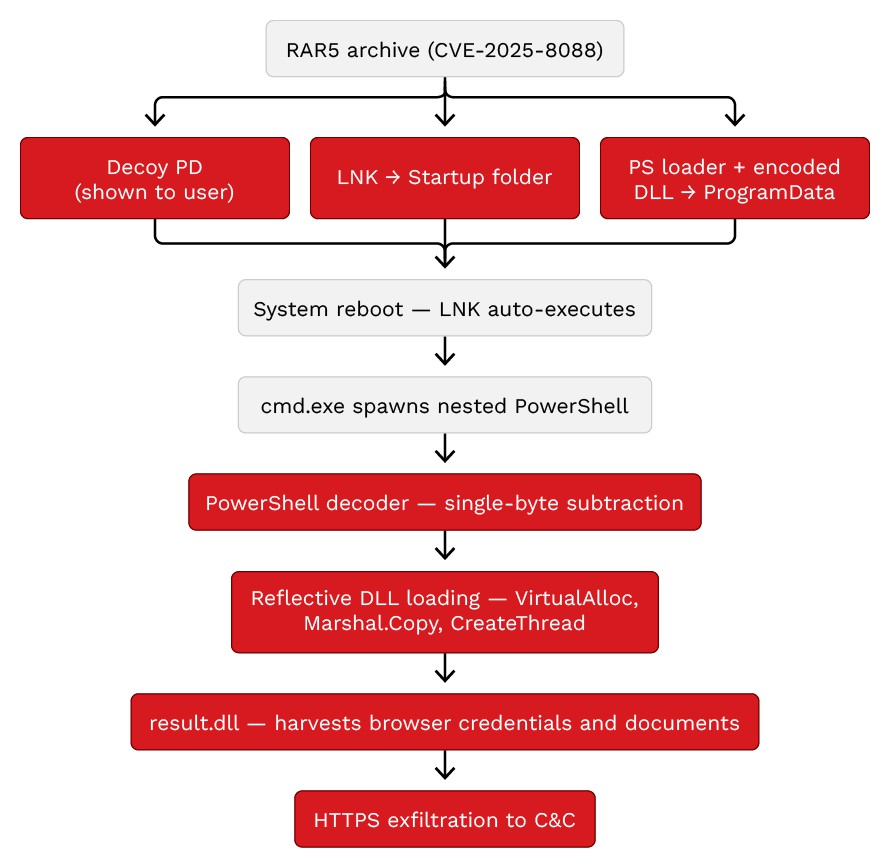 RAR5 archive (CVE-2025-8088)
Decoy PD
(shown to user)
LNK → Startup folder
PS loader + encoded
DLL → ProgramData
System reboot — LNK auto-executes
cmd.exe spawns nested PowerShell
PowerShell decoder — single-byte subtraction
Reflective DLL loading — VirtualAlloc,
Marshal.Copy, CreateThread
result.dll — harvests browser credentials and documents
HTTPS exfiltration to C&C